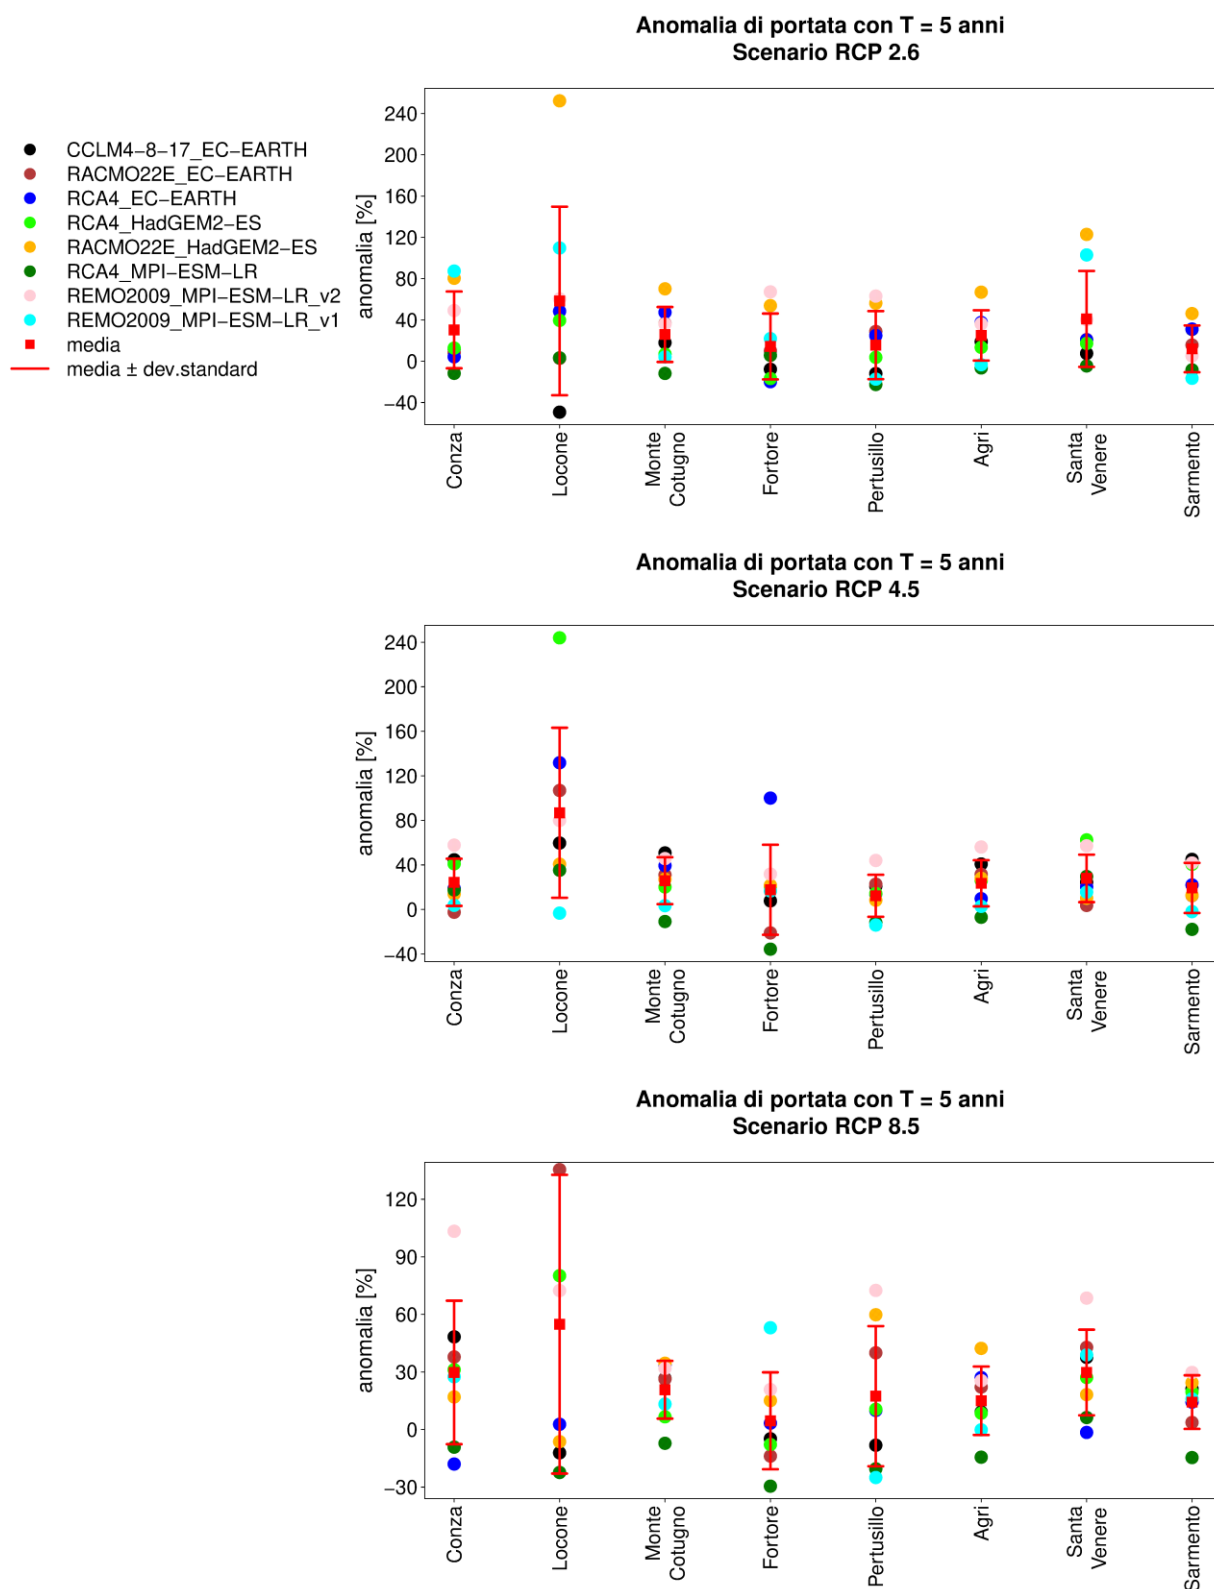 Anomalia di portata con T = 5 anni
Scenario RCP 2.6
CCLM4−8−17_EC−EARTH
RACMO22E_EC−EARTH
RCA4_EC−EARTH
RCA4_HadGEM2−ES
RACMO22E_HadGEM2−ES
RCA4_MPI−ESM−LR
REMO2009_MPI−ESM−LR_v2
REMO2009_MPI−ESM−LR_v1
media
media ± dev.standard
anomalia [%]
240
200
160
120
80
40
0
−40
Conza
Locone
Monte
Cotugno
Fortore
Pertusillo
Agri
Santa
Venere
Sarmento
Anomalia di portata con T = 5 anni
Scenario RCP 4.5
anomalia [%]
240
200
160
120
80
40
0
−40
Conza
Locone
Monte
Cotugno
Fortore
Pertusillo
Agri
Santa
Venere
Sarmento
Anomalia di portata con T = 5 anni
Scenario RCP 8.5
anomalia [%]
120
90
60
30
0
−30
Conza
Locone
Monte
Cotugno
Fortore
Pertusillo
Agri
Santa
Venere
Sarmento